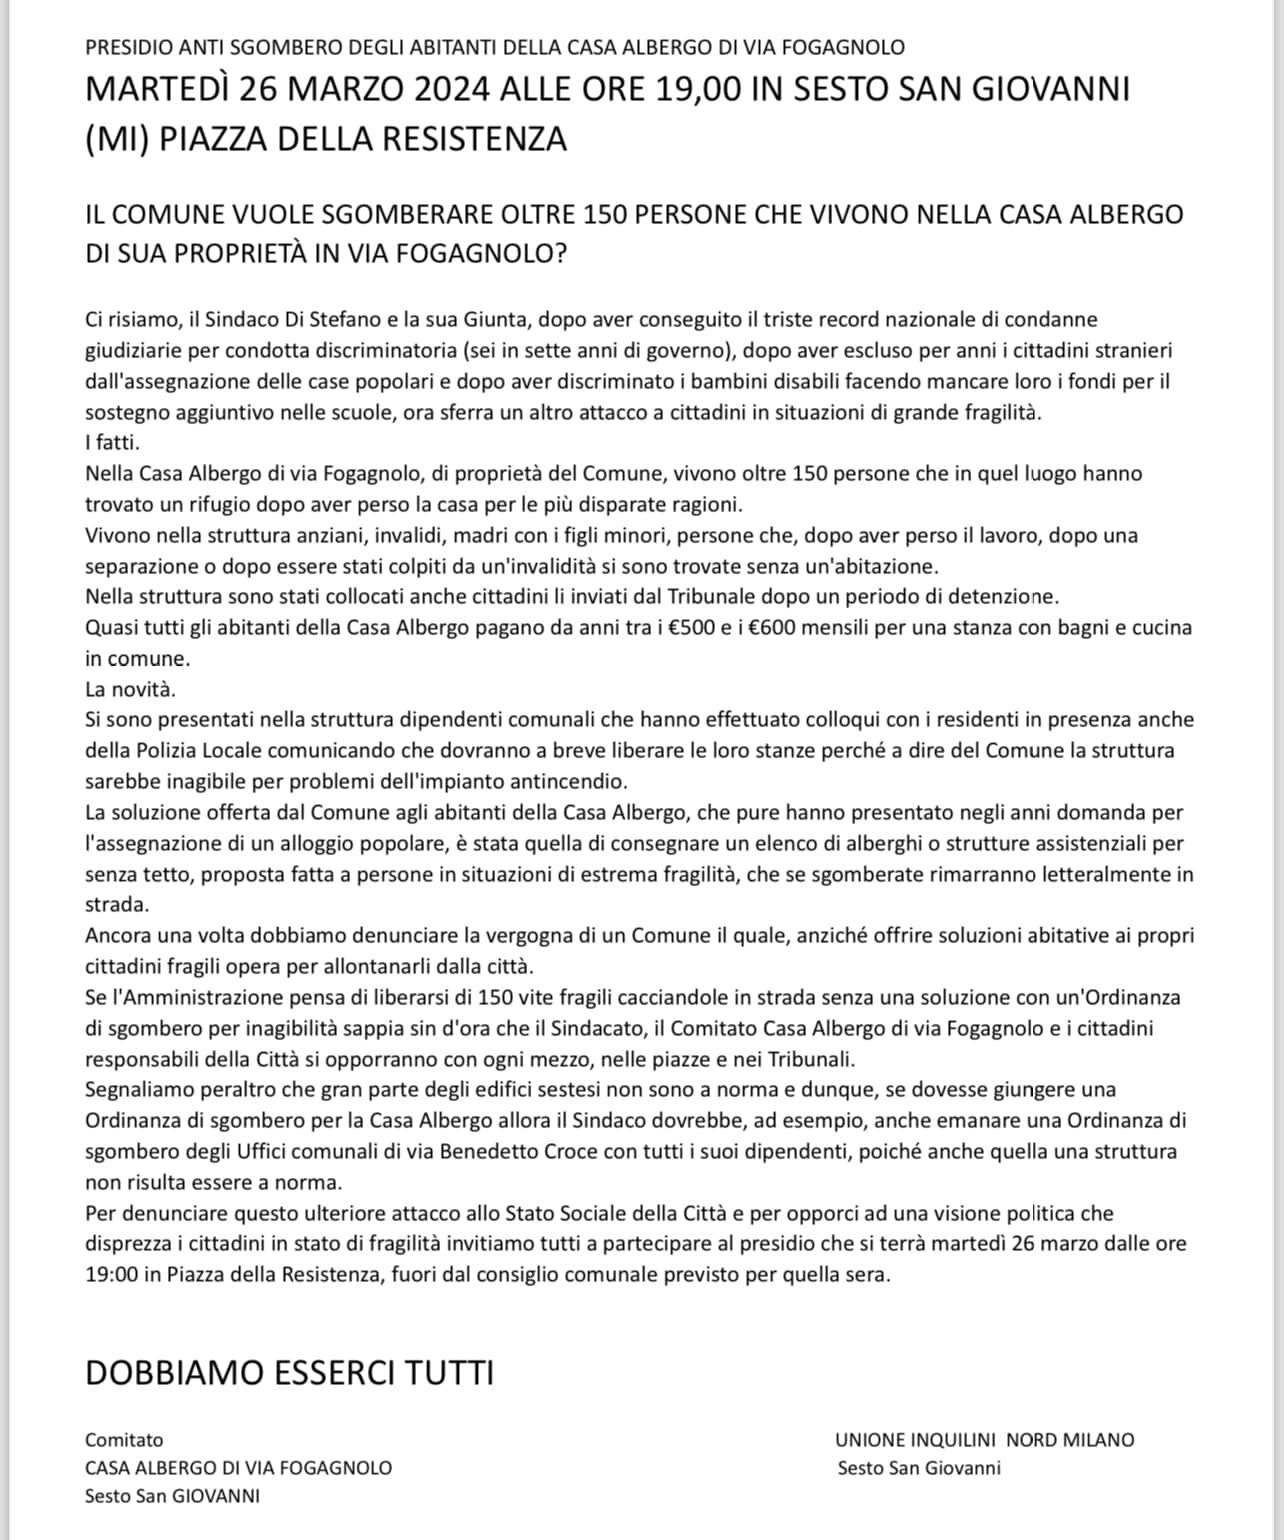 PRESIDIO ANTI SGOMBERO DEGLI ABITANTI DELLA CASA ALBERGO DI VIA FOGAGNOLO
MARTEDÌ 26 MARZO 2024 ALLE ORE 19,00 IN SESTO SAN GIOVANNI
(MI) PIAZZA DELLA RESISTENZA
IL COMUNE VUOLE SGOMBERARE OLTRE 150 PERSONE CHE VIVONO NELLA CASA ALBERGO
DI SUA PROPRIETÀ IN VIA FOGAGNOLO?
Ci risiamo, il Sindaco Di Stefano e la sua Giunta, dopo aver conseguito il triste record nazionale di condanne
giudiziarie per condotta discriminatoria (sei in sette anni di governo), dopo aver escluso per anni i cittadini stranieri
dall'assegnazione delle case popolari e dopo aver discriminato i bambini disabili facendo mancare loro i fondi per il
sostegno aggiuntivo nelle scuole, ora sferra un altro attacco a cittadini in situazioni di grande fragilità.
I fatti.
Nella Casa Albergo di via Fogagnolo, di proprietà del Comune, vivono oltre 150 persone che in quel luogo hanno
trovato un rifugio dopo aver perso la casa per le più disparate ragioni.
Vivono nella struttura anziani, invalidi, madri con i figli minori, persone che, dopo aver perso il lavoro, dopo una
separazione o dopo essere stati colpiti da un'invalidità si sono trovate senza un'abitazione.
Nella struttura sono stati collocati anche cittadini li inviati dal Tribunale dopo un periodo di detenzione.
Quasi tutti gli abitanti della Casa Albergo pagano da anni tra i €500 e i €600 mensili per una stanza con bagni e cucina
in comune.
La novità.
Si sono presentati nella struttura dipendenti comunali che hanno effettuato colloqui con i residenti in presenza anche
della Polizia Locale comunicando che dovranno a breve liberare le loro stanze perché a dire del Comune la struttura
sarebbe inagibile per problemi dell'impianto antincendio.
La soluzione offerta dal Comune agli abitanti della Casa Albergo, che pure hanno presentato negli anni domanda per
l'assegnazione di un alloggio popolare, è stata quella di consegnare un elenco di alberghi o strutture assistenziali per
senza tetto, proposta fatta a persone in situazioni di estrema fragilità, che se sgomberate rimarranno letteralmente in
strada.
Ancora una volta dobbiamo denunciare la vergogna di un Comune il quale, anziché offrire soluzioni abitative ai propri
cittadini fragili opera per allontanarli dalla città.
Se l'Amministrazione pensa di liberarsi di 150 vite fragili cacciandole in strada senza una soluzione con un'Ordinanza
di sgombero per inagibilità sappia sin d'ora che il Sindacato, il Comitato Casa Albergo di via Fogagnolo e i cittadini
responsabili della Città si opporranno con ogni mezzo, nelle piazze e nei Tribunali.
Segnaliamo peraltro che gran parte degli edifici sestesi non sono a norma e dunque, se dovesse giungere una
Ordinanza di sgombero per la Casa Albergo allora il Sindaco dovrebbe, ad esempio, anche emanare una Ordinanza di
sgombero degli Uffici comunali di via Benedetto Croce con tutti i suoi dipendenti, poiché anche quella una struttura
non risulta essere a norma.
Per denunciare questo ulteriore attacco allo Stato Sociale della Città e per opporci ad una visione politica che
disprezza i cittadini in stato di fragilità invitiamo tutti a partecipare al presidio che si terrà martedì 26 marzo dalle ore
19:00 in Piazza della Resistenza, fuori dal consiglio comunale previsto per quella sera.
DOBBIAMO ESSERCI TUTTI
Comitato
CASA ALBERGO DI VIA FOGAGNOLO
Sesto San GIOVANNI
UNIONE INQUILINI NORD MILANO
Sesto San Giovanni